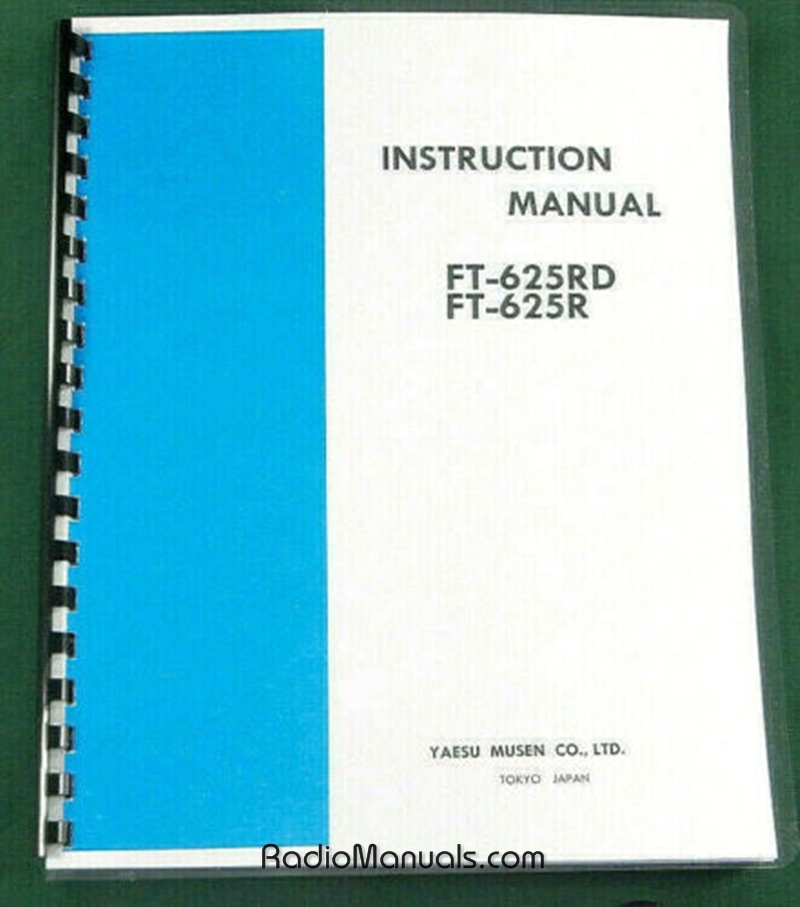 INSTRUCTION
MANUAL
FT-625RD
FT-625R
YAESU MUSEN CO., LTD.
TOKYO JAPAN
RadioManuals.com